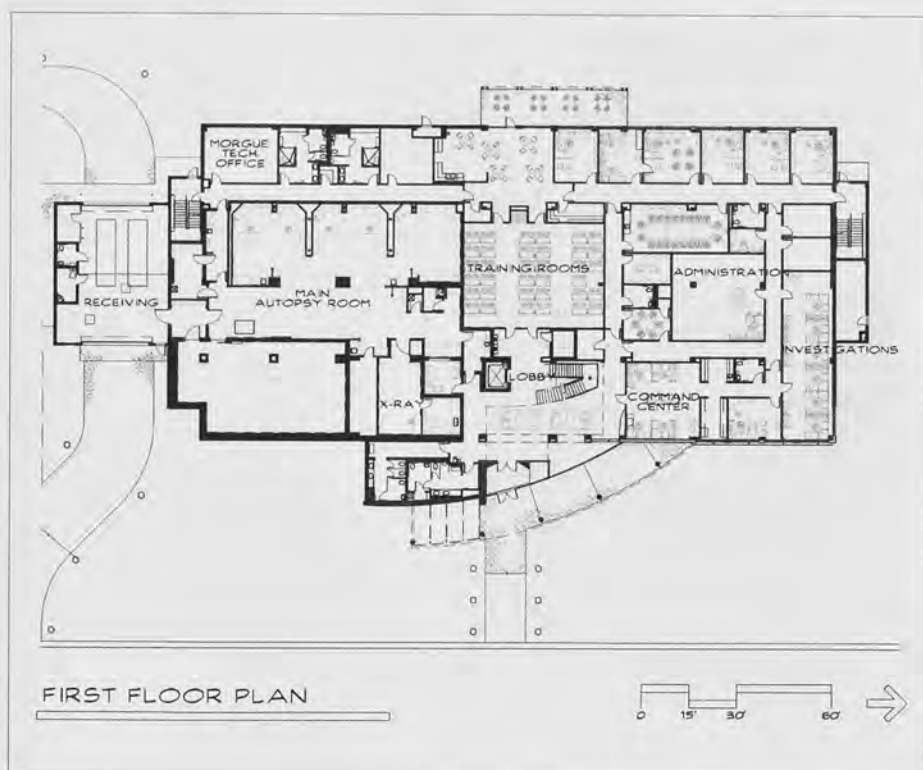 MORGUE
TECH.
OFFICE
RECEIVING
MAIN
AUTOPSY ROOM
TRAINING ROOMS
ADMINISTRATION
INVESTIGATIONS
X-RAY
LOBBY
COMMAND
CENTER
FIRST FLOOR PLAN
0 15' 30' 60'